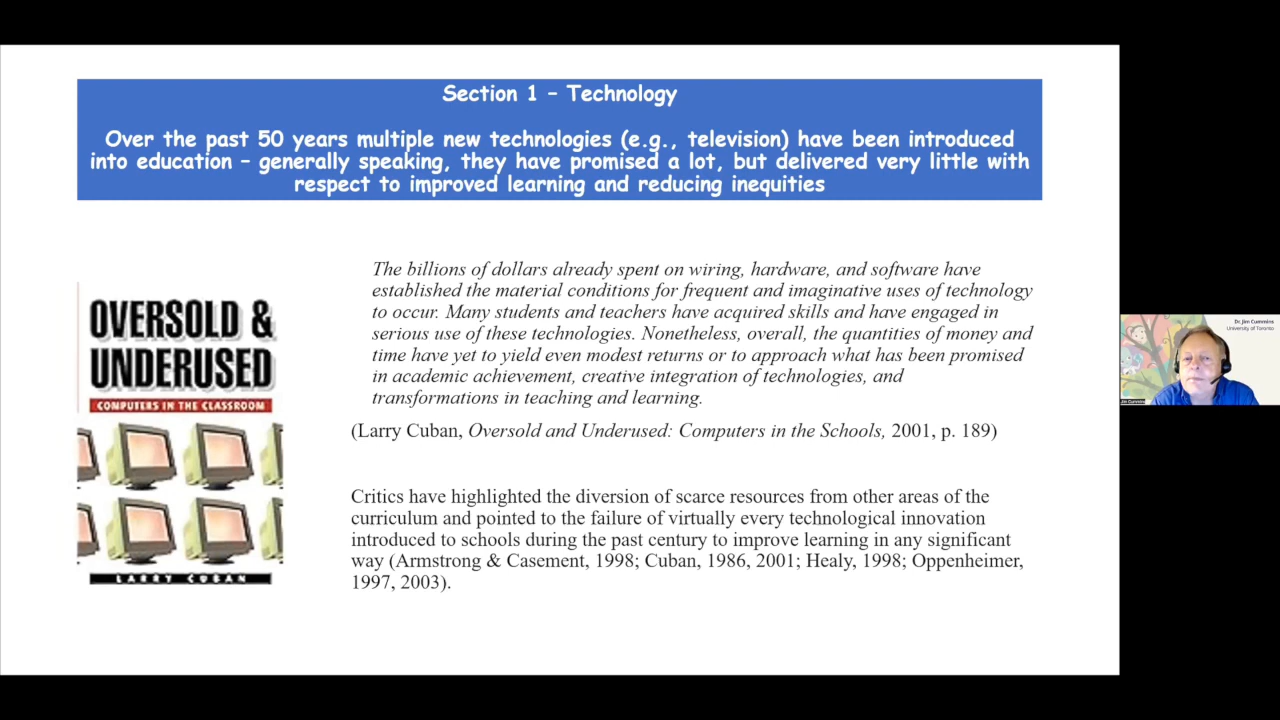 Section 1 – Technology
Over the past 50 years multiple new technologies (e.g., television) have been introduced
into education – generally speaking, they have promised a lot, but delivered very little with
respect to improved learning and reducing inequities
The billions of dollars already spent on wiring, hardware, and software have
established the material conditions for frequent and imaginative uses of technology
to occur. Many students and teachers have acquired skills and have engaged in
serious use of these technologies. Nonetheless, overall, the quantities of money and
time have yet to yield even modest returns or to approach what has been promised
in academic achievement, creative integration of technologies, and
transformations in teaching and learning.
(Larry Cuban, Oversold and Underused: Computers in the Schools, 2001, p. 189)
Critics have highlighted the diversion of scarce resources from other areas of the
curriculum and pointed to the failure of virtually every technological innovation
introduced to schools during the past century to improve learning in any significant
way (Armstrong & Casement, 1998; Cuban, 1986, 2001; Healy, 1998; Oppenheimer,
1997, 2003).
OVERSOLD &
UNDERUSED
COMPUTERS IN THE CLASSROOM
LARRY CUBAN
Dr. Jim Cummins
University of Toronto
Jim Cummins